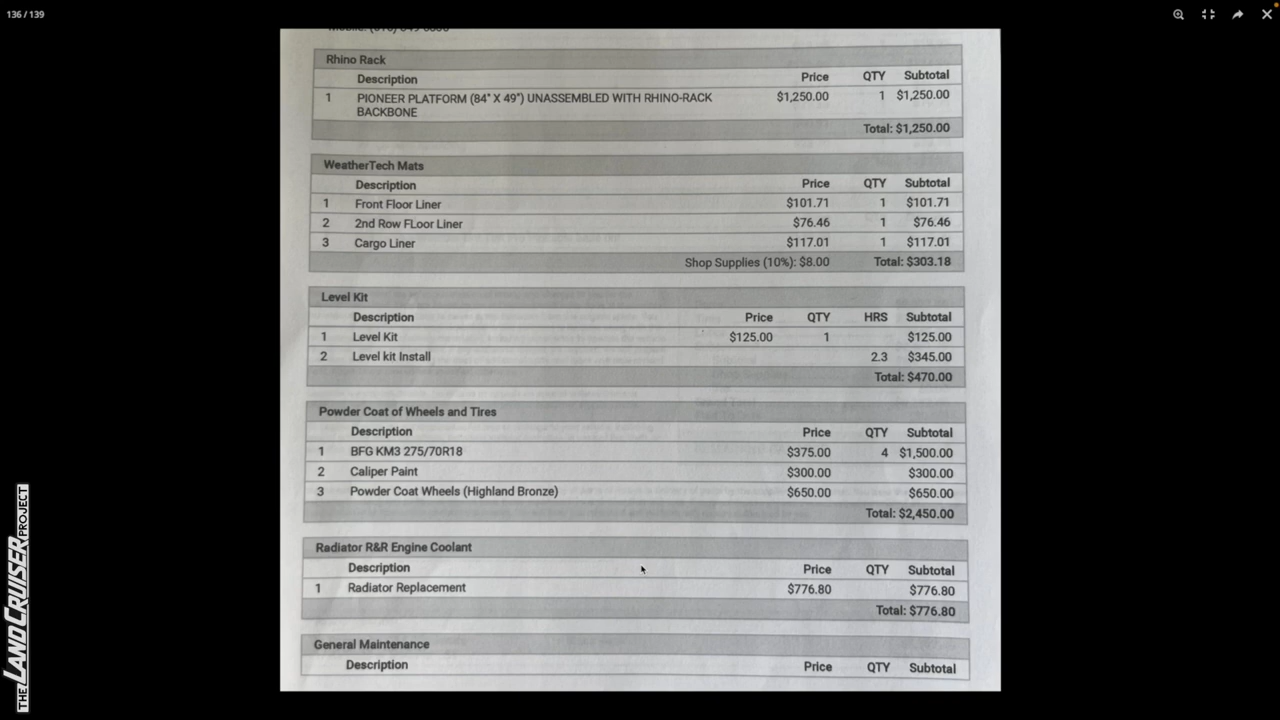 136 / 139
Rhino Rack
Description Price QTY Subtotal
1 PIONEER PLATFORM (84" X 49") UNASSEMBLED WITH RHINO-RACK $1,250.00 1 $1,250.00
BACKBONE
Total: $1,250.00
WeatherTech Mats
Description Price QTY Subtotal
1 Front Floor Liner $101.71 1 $101.71
2 2nd Row FLoor Liner $76.46 1 $76.46
3 Cargo Liner $117.01 1 $117.01
Shop Supplies (10%): $8.00 Total: $303.18
Level Kit
Description Price QTY HRS Subtotal
1 Level Kit $125.00 1 $125.00
2 Level kit Install 2.3 $345.00
Total: $470.00
Powder Coat of Wheels and Tires
Description Price QTY Subtotal
1 BFG KM3 275/70R18 $375.00 4 $1,500.00
2 Caliper Paint $300.00 $300.00
3 Powder Coat Wheels (Highland Bronze) $650.00 $650.00
Total: $2,450.00
Radiator R&R Engine Coolant
Description Price QTY Subtotal
1 Radiator Replacement $776.80 $776.80
Total: $776.80
General Maintenance
Description Price QTY Subtotal
THE LAND CRUISER PROJECT